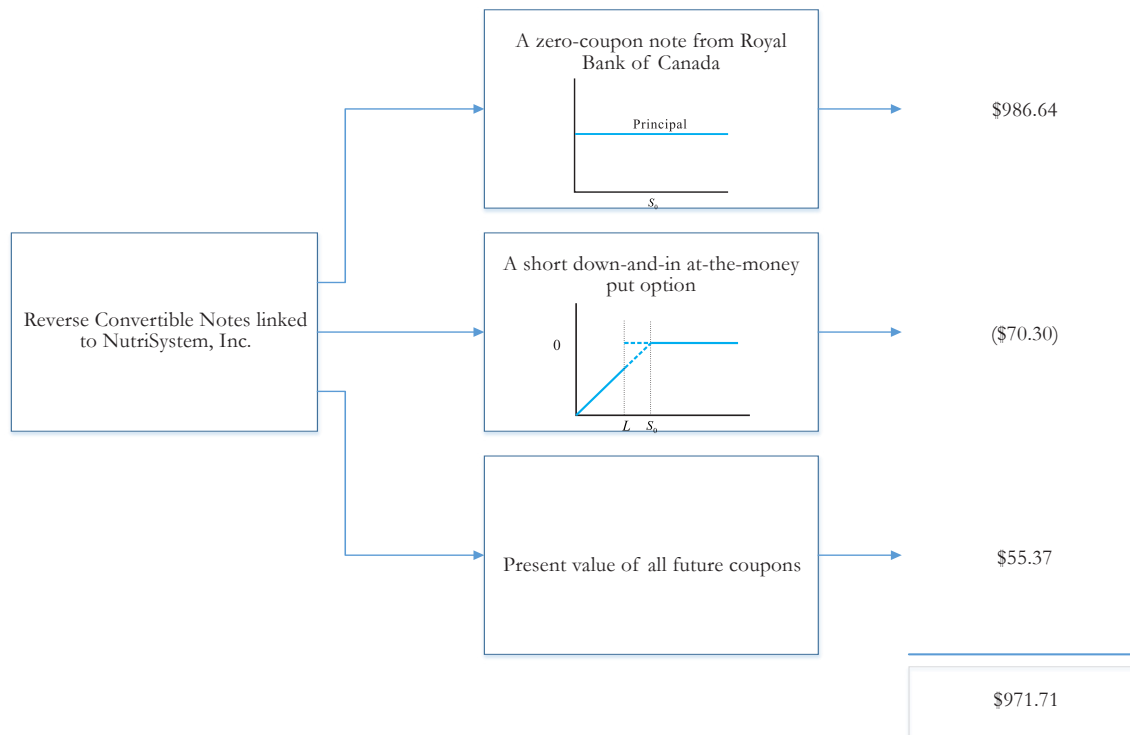 A zero-coupon note from Royal
Bank of Canada
Principal
S₀
$986.64
Reverse Convertible Notes linked
to NutriSystem, Inc.
A short down-and-in at-the-money
put option
0
L S₀
($70.30)
Present value of all future coupons
$55.37
$971.71